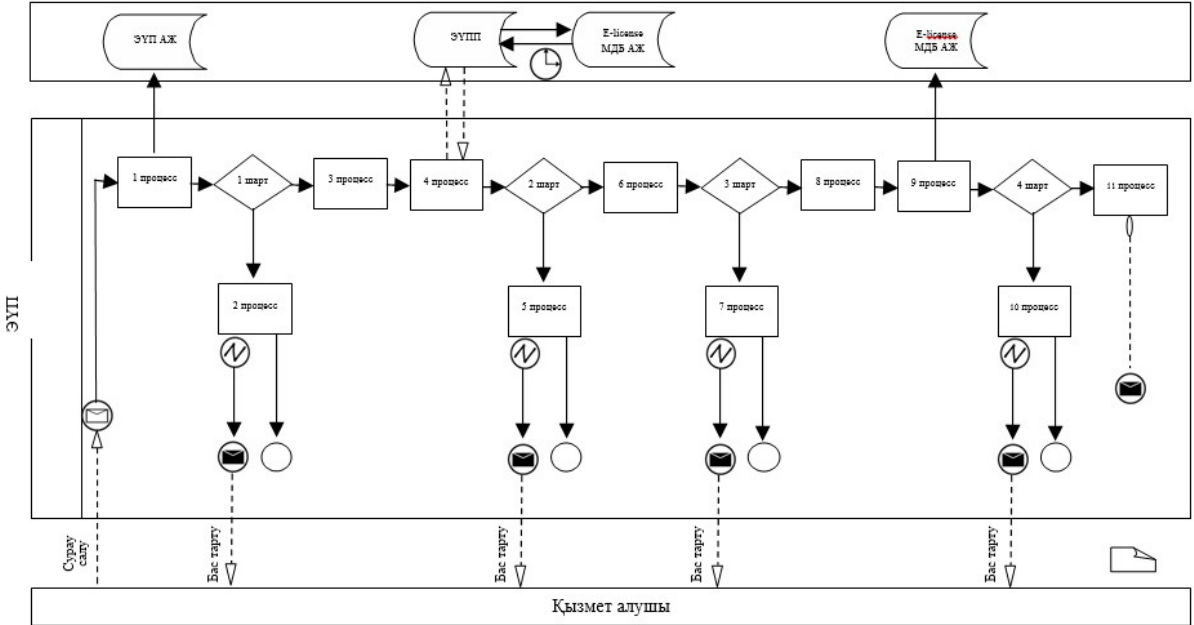 ЭҮП АЖ
ЭҮПП
E-license
МДБ АЖ
E-license
МДБ АЖ
1 процесс
1 шарт
3 процесс
4 процесс
2 шарт
6 процесс
3 шарт
8 процесс
9 процесс
4 шарт
11 процесс
2 процесс
5 процесс
7 процесс
10 процесс
ЭҮП
Сұрау
салу
Бас тарту
Бас тарту
Бас тарту
Бас тарту
Қызмет алушы